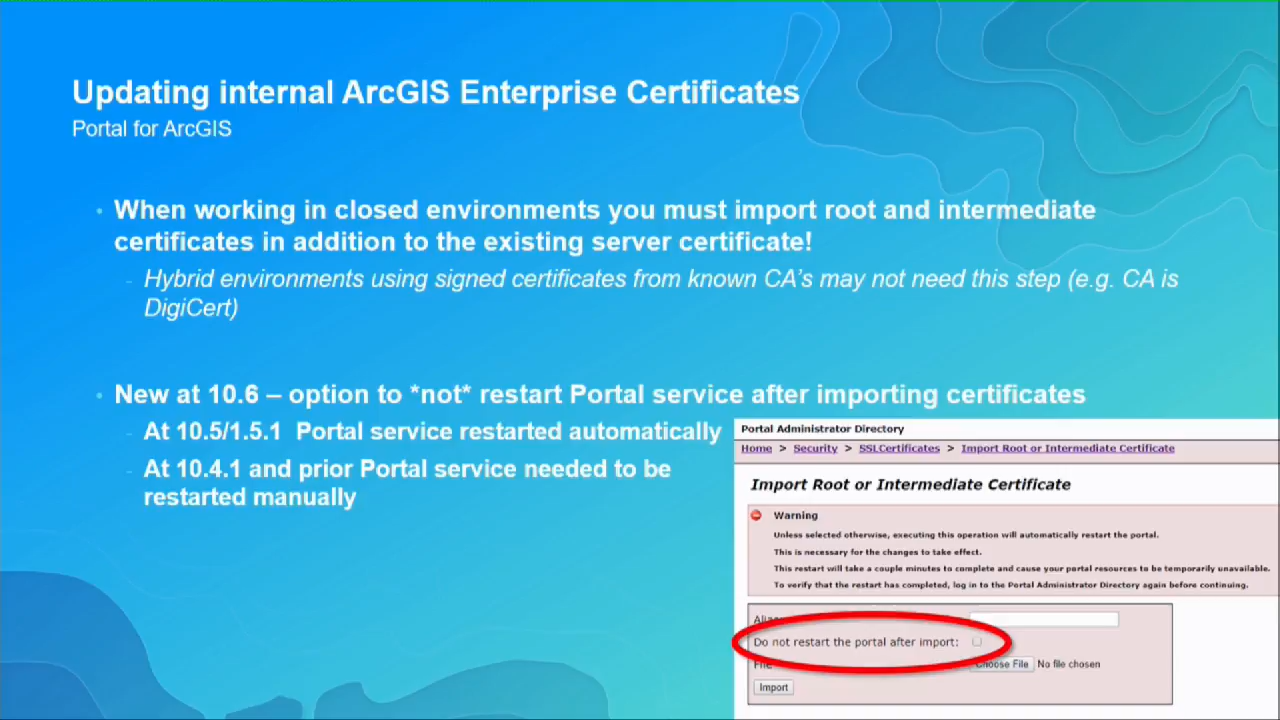 Updating internal ArcGIS Enterprise Certificates
Portal for ArcGIS
• When working in closed environments you must import root and intermediate
certificates in addition to the existing server certificate!
- Hybrid environments using signed certificates from known CA's may not need this step (e.g. CA is
DigiCert)
• New at 10.6 – option to *not* restart Portal service after importing certificates
- At 10.5/1.5.1 Portal service restarted automatically
- At 10.4.1 and prior Portal service needed to be
restarted manually
Portal Administrator Directory
Home > Security > SSLCertificates > Import Root or Intermediate Certificate
Import Root or Intermediate Certificate
Warning
Unless selected otherwise, executing this operation will automatically restart the portal.
This is necessary for the changes to take effect.
This restart will take a couple minutes to complete and cause your portal resources to be temporarily unavailable.
To verify that the restart has completed, log in to the Portal Administrator Directory again before continuing.
Do not restart the portal after import:
File Choose File No file chosen
Import